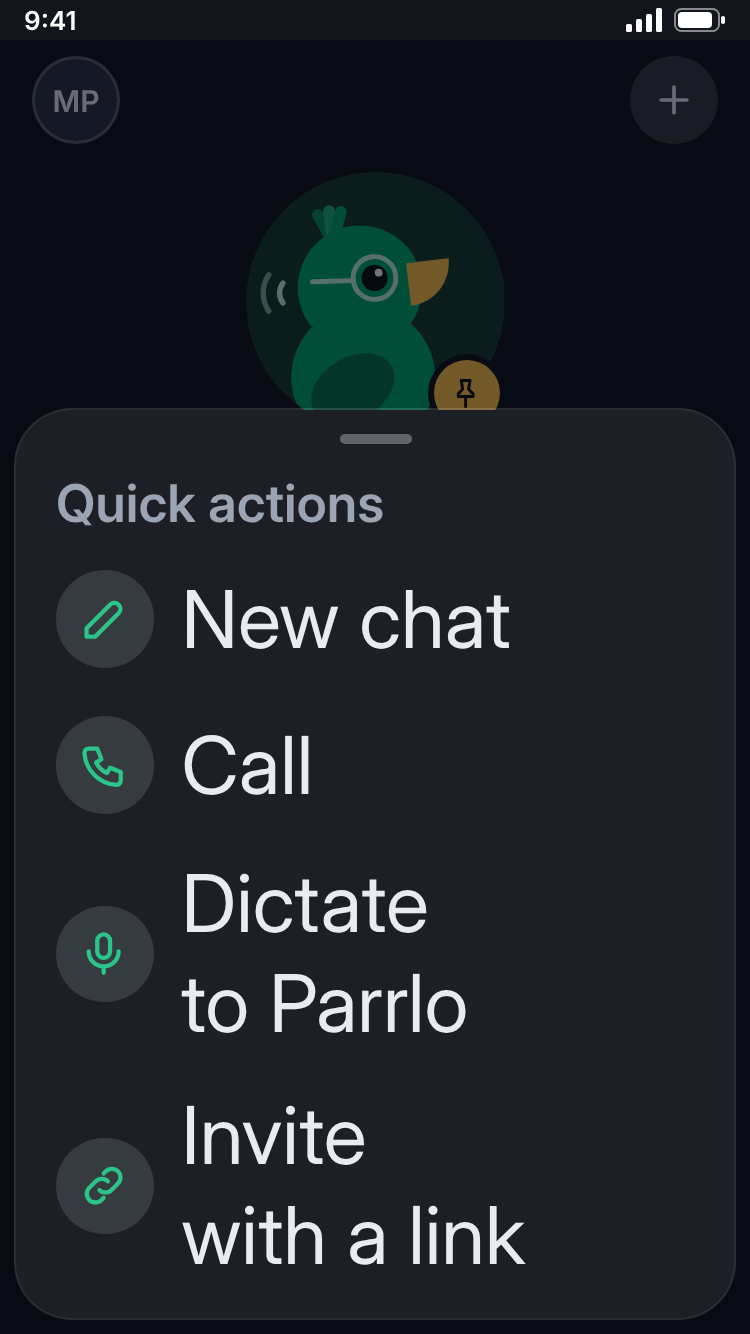 9:41
MP
Quick actions
New chat
Call
Dictate
to Parrlo
Invite
with a link